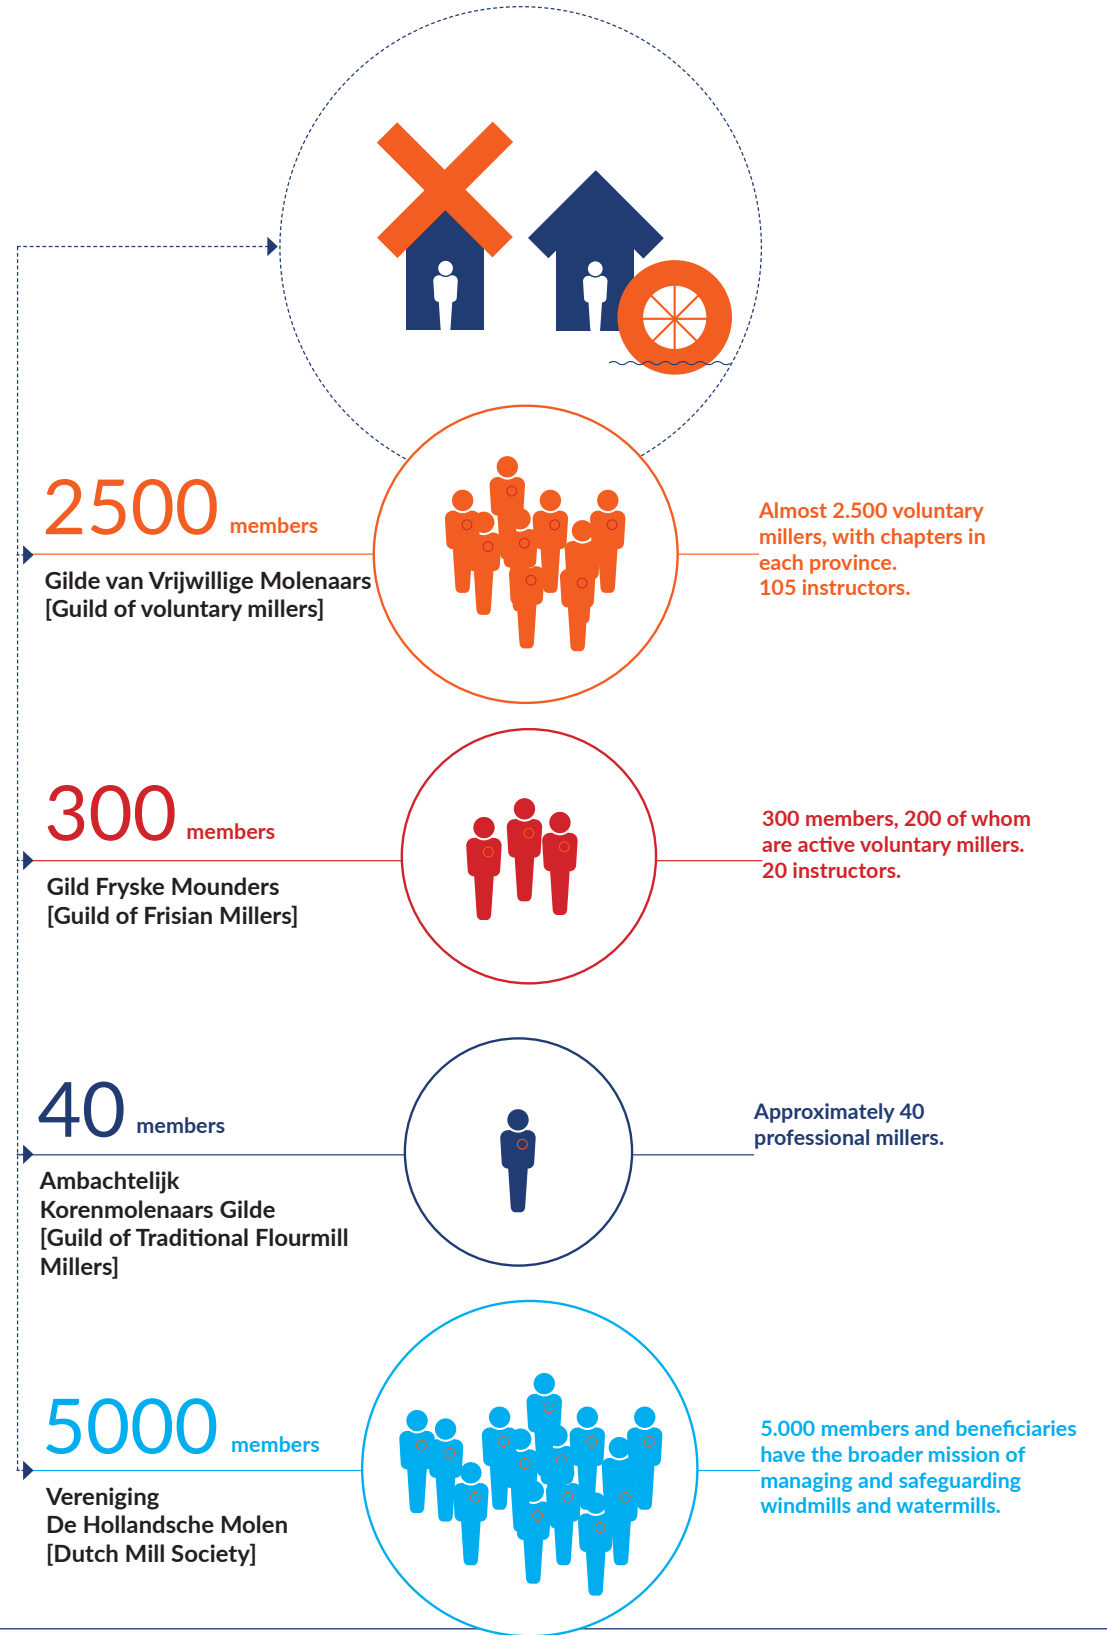 2500 members
Gilde van Vrijwillige Molenaars
[Guild of voluntary millers]
Almost 2.500 voluntary
millers, with chapters in
each province.
105 instructors.
300 members
Gild Fryske Mounders
[Guild of Frisian Millers]
300 members, 200 of whom
are active voluntary millers.
20 instructors.
40 members
Ambachtelijk
Korenmolenaars Gilde
[Guild of Traditional Flourmill
Millers]
Approximately 40
professional millers.
5000 members
Vereniging
De Hollandsche Molen
[Dutch Mill Society]
5.000 members and beneficiaries
have the broader mission of
managing and safeguarding
windmills and watermills.